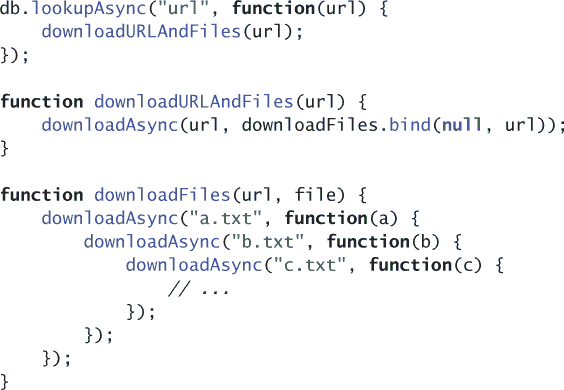 db.lookupAsync("url", function(url) {
    downloadURLAndFiles(url);
});

function downloadURLAndFiles(url) {
    downloadAsync(url, downloadFiles.bind(null, url));
}

function downloadFiles(url, file) {
    downloadAsync("a.txt", function(a) {
        downloadAsync("b.txt", function(b) {
            downloadAsync("c.txt", function(c) {
                // ...
            });
        });
    });
}